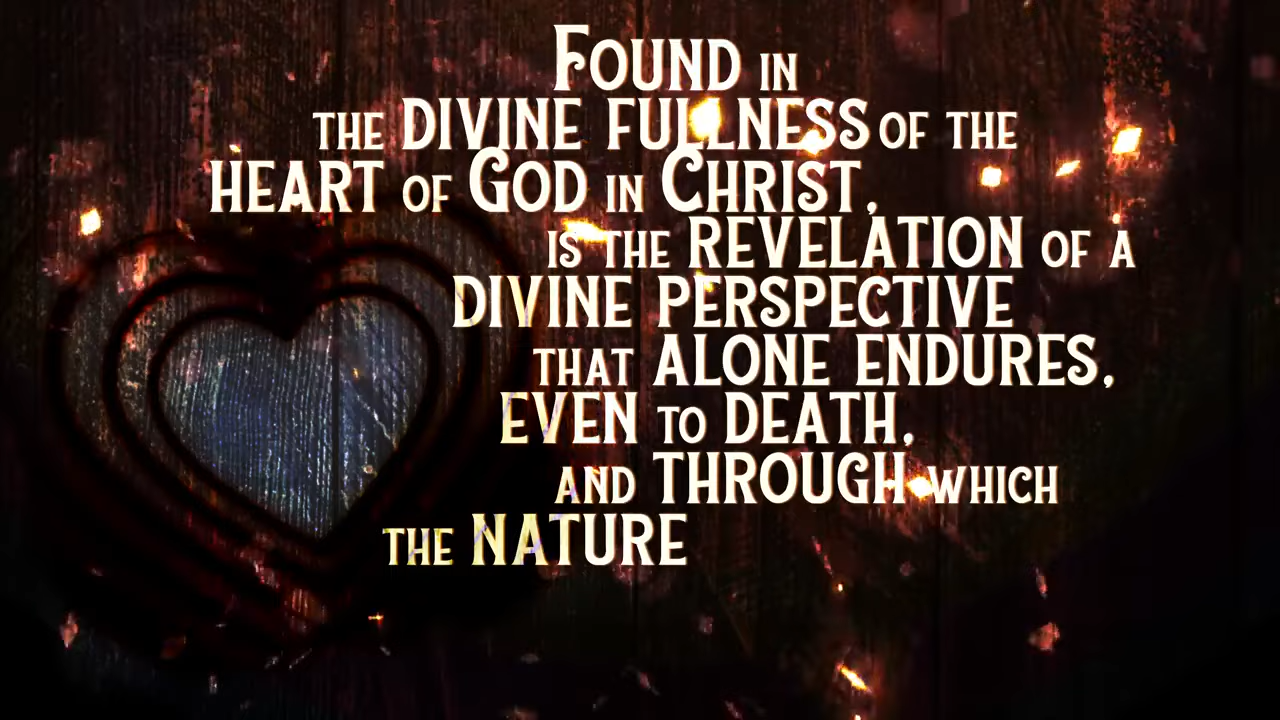 Found in
the DIVINE FULLNESS of the
HEART of God in Christ,
is the REVELATION of a
DIVINE PERSPECTIVE
that ALONE ENDURES,
EVEN to DEATH,
and THROUGH which
the NATURE